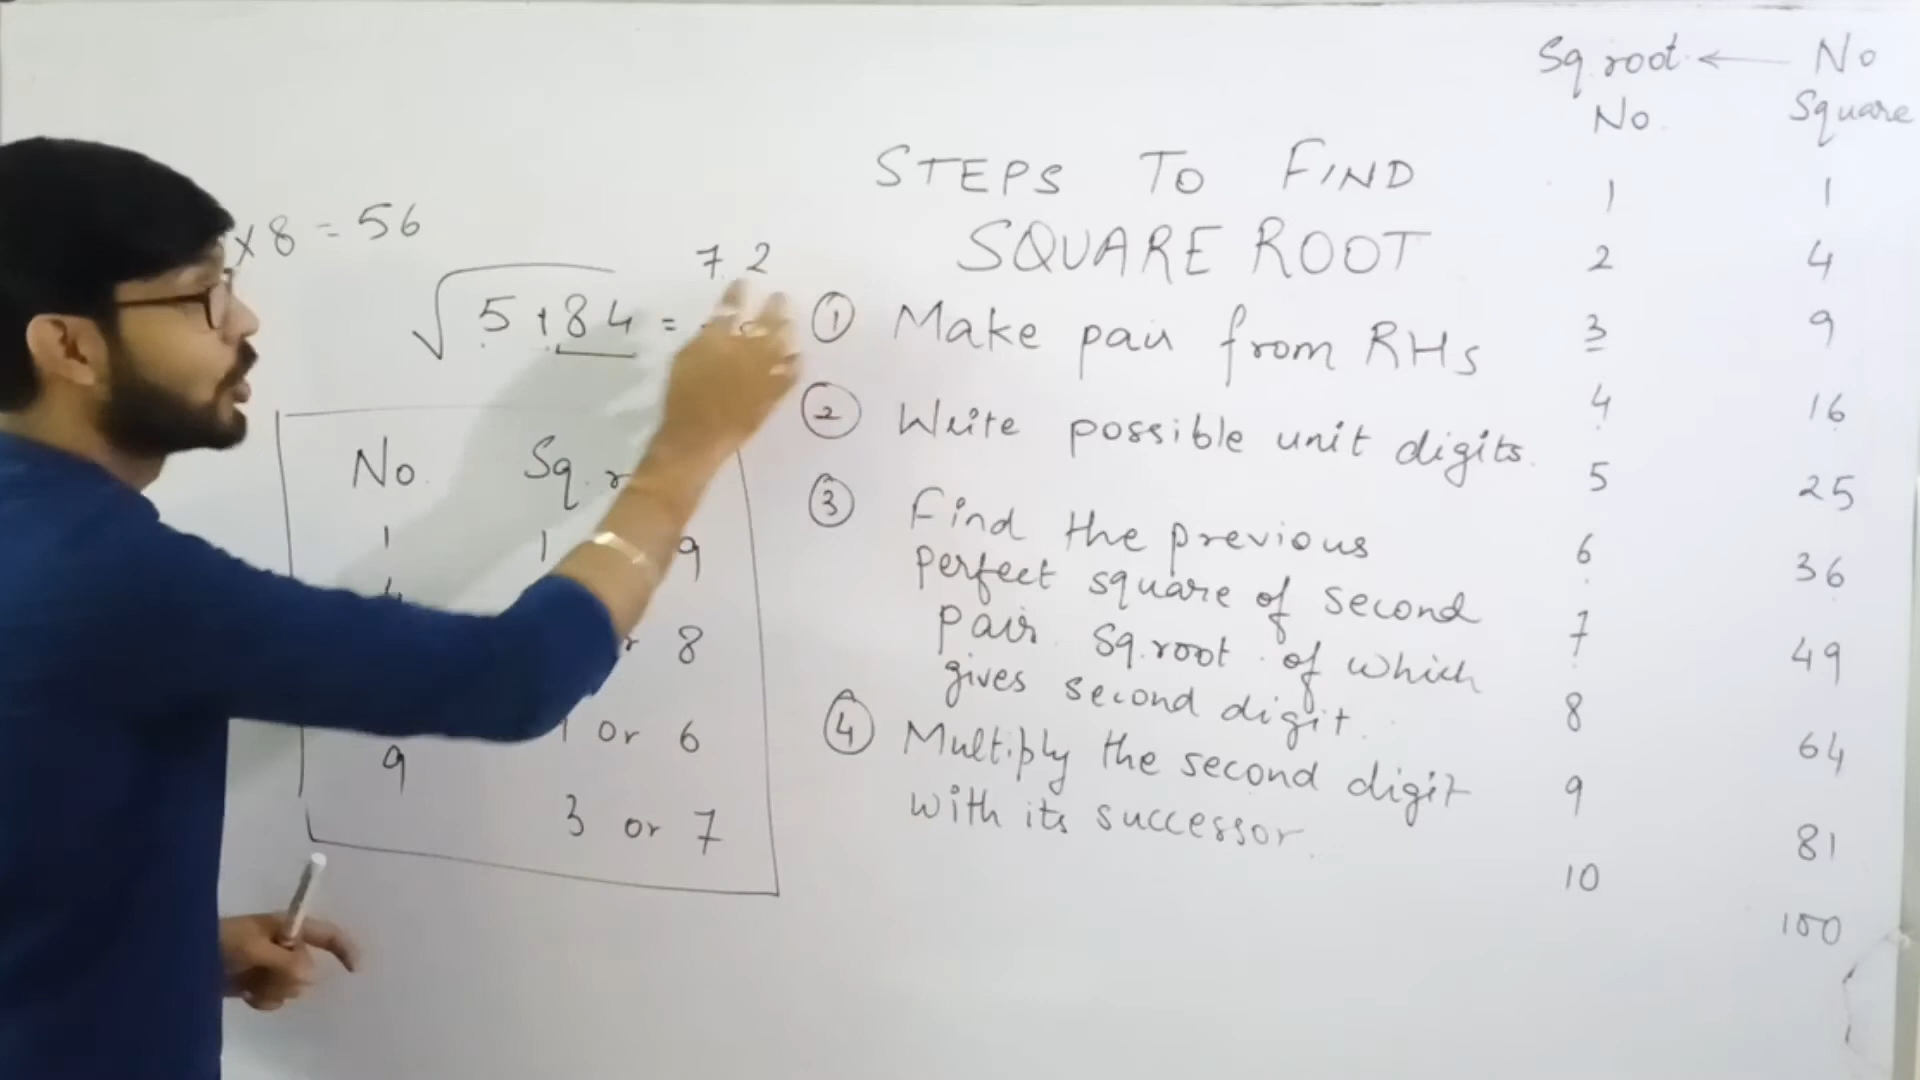 × 8 = 56
7 2
√5184 =
No. Sq. r
1 1 9
4
r 8
1 or 6
9
3 or 7
STEPS TO FIND
SQUARE ROOT
① Make pair from RHS
② Write possible unit digits.
③ Find the previous
perfect square of second
pair. Sq. root of which
gives second digit.
④ Multiply the second digit
with its successor.
Sq. root ← No
No. Square
1 1
2 4
3 9
4 16
5 25
6 36
7 49
8 64
9 81
10 100